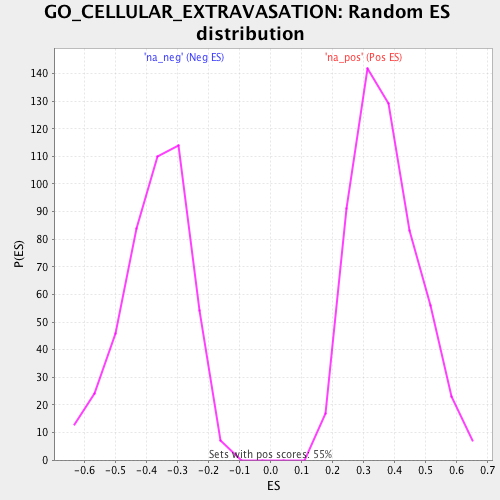 GO_CELLULAR_EXTRAVASATION: Random ES
distribution
'na_neg' (Neg ES)
'na_pos' (Pos ES)
140
130
120
110
100
90
80
70
60
50
40
30
20
10
0
P(ES)
Sets with pos scores: 55%
-0.6 -0.5 -0.4 -0.3 -0.2 -0.1 0.0 0.1 0.2 0.3 0.4 0.5 0.6 0.7
ES